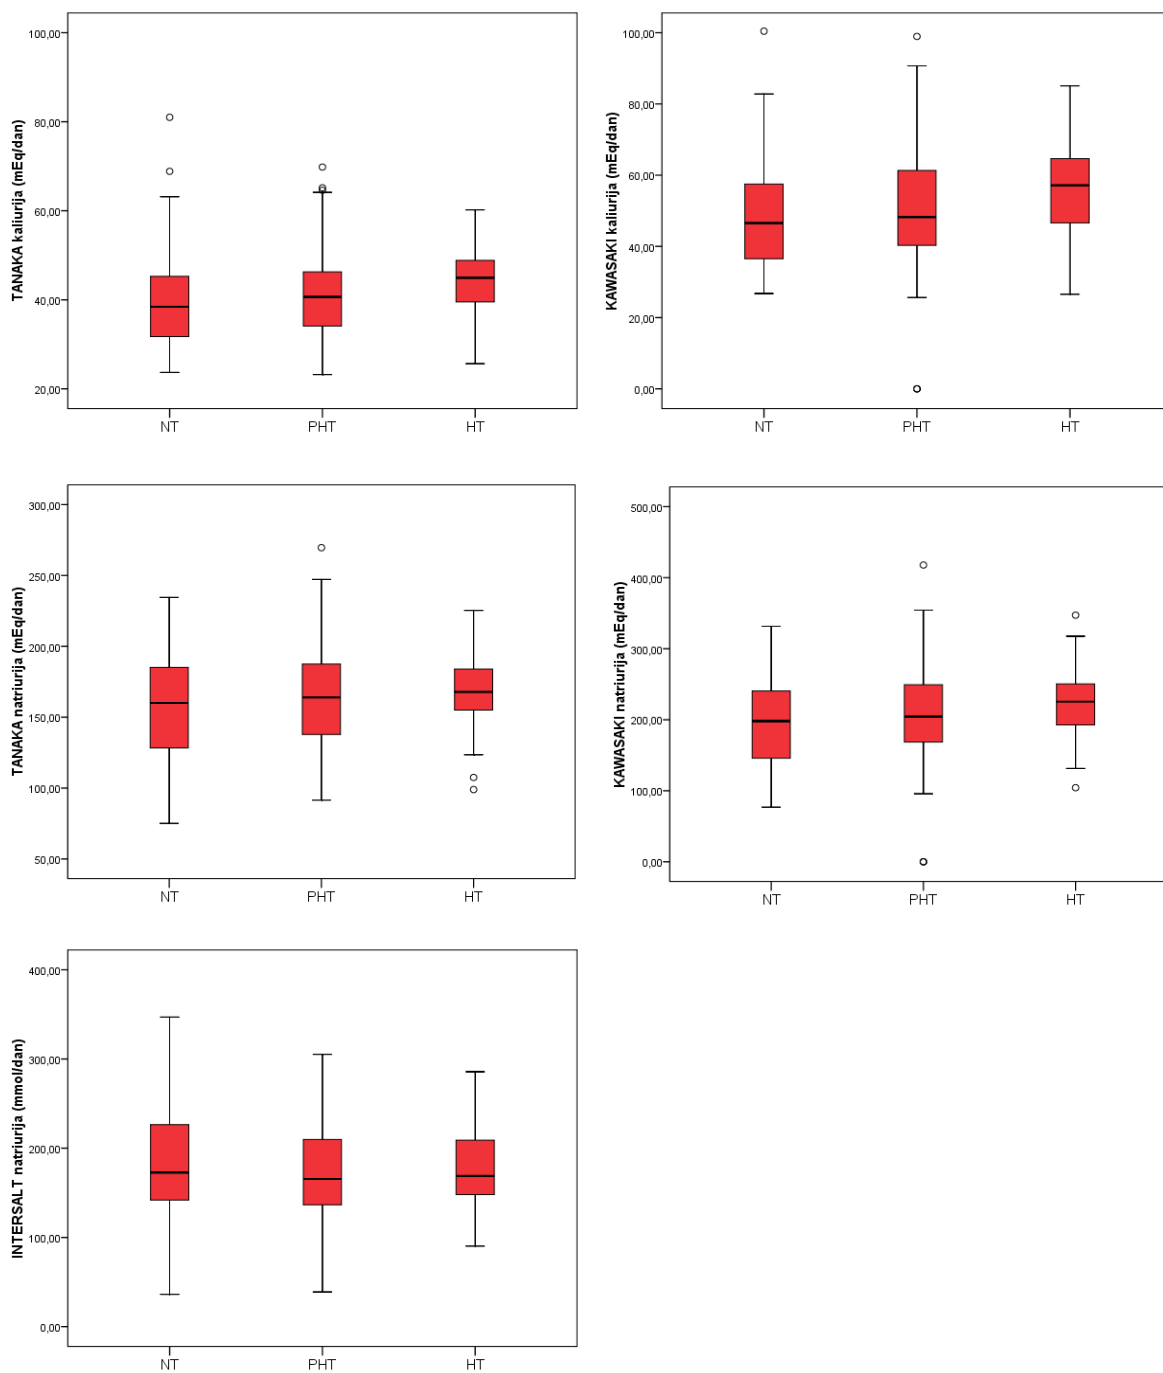 TANAKA kaliurija (mEq/dan)
100,00
80,00
60,00
40,00
20,00
NT PHT HT
KAWASAKI kaliurija (mEq/dan)
100,00
80,00
60,00
40,00
20,00
0,00
NT PHT HT
TANAKA natriurija (mEq/dan)
300,00
250,00
200,00
150,00
100,00
50,00
NT PHT HT
KAWASAKI natriurija (mEq/dan)
500,00
400,00
300,00
200,00
100,00
0,00
NT PHT HT
INTERSALT natriurija (mmol/dan)
400,00
300,00
200,00
100,00
0,00
NT PHT HT